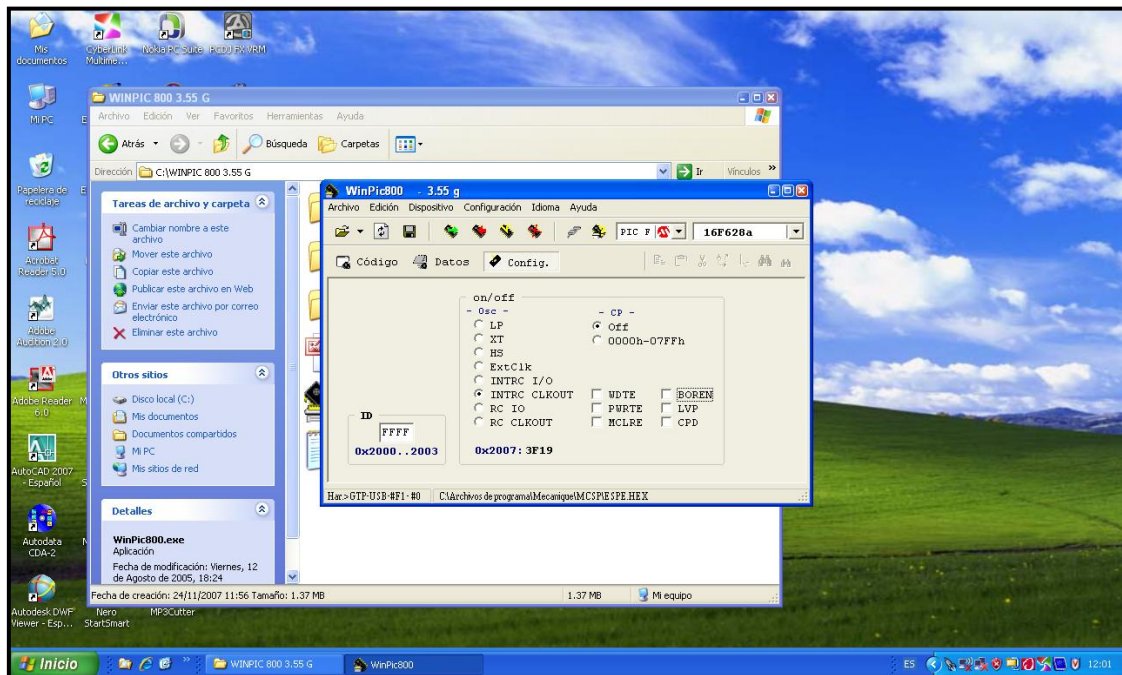 Mis
documentos
CyberLink
Multime...
Nokia PC Suite
PCDJ FX VRM
Mi PC
Papelera de
reciclaje
Acrobat
Reader 5.0
Adobe
Audition 2.0
Adobe Reader
6.0
AutoCAD 2007
- Español
Autodata
CDA-2
Autodesk DWF
Viewer - Esp...
Nero
StartSmart
MP3Cutter
WINPIC 800 3.55 G
Archivo Edición Ver Favoritos Herramientas Ayuda
Atrás Búsqueda Carpetas
Dirección C:\WINPIC 800 3.55 G Ir Vínculos »
Tareas de archivo y carpeta
Cambiar nombre a este
archivo
Mover este archivo
Copiar este archivo
Publicar este archivo en Web
Enviar este archivo por correo
electrónico
Eliminar este archivo
Otros sitios
Disco local (C:)
Mis documentos
Documentos compartidos
Mi PC
Mis sitios de red
Detalles
WinPic800.exe
Aplicación
Fecha de modificación: Viernes, 12
de Agosto de 2005, 18:24
Fecha de creación: 24/11/2007 11:56 Tamaño: 1.37 MB 1.37 MB Mi equipo
WinPic800 - 3.55 g
Archivo Edición Dispositivo Configuración Idioma Ayuda
PIC F 16F628a
Código Datos Config.
on/off
- Osc - - CP -
LP Off
XT 0000h-07FFh
HS
ExtClk
INTRC I/O
INTRC CLKOUT WDTE BOREN
RC IO PWRTE LVP
RC CLKOUT MCLRE CPD
ID
FFFF
0x2000..2003 0x2007: 3F19
Har.>GTP-USB-#F1-#0 C:\Archivos de programa\Mecanique\MCSP\ESPE.HEX
Inicio » WINPIC 800 3.55 G WinPic800 ES 12:01